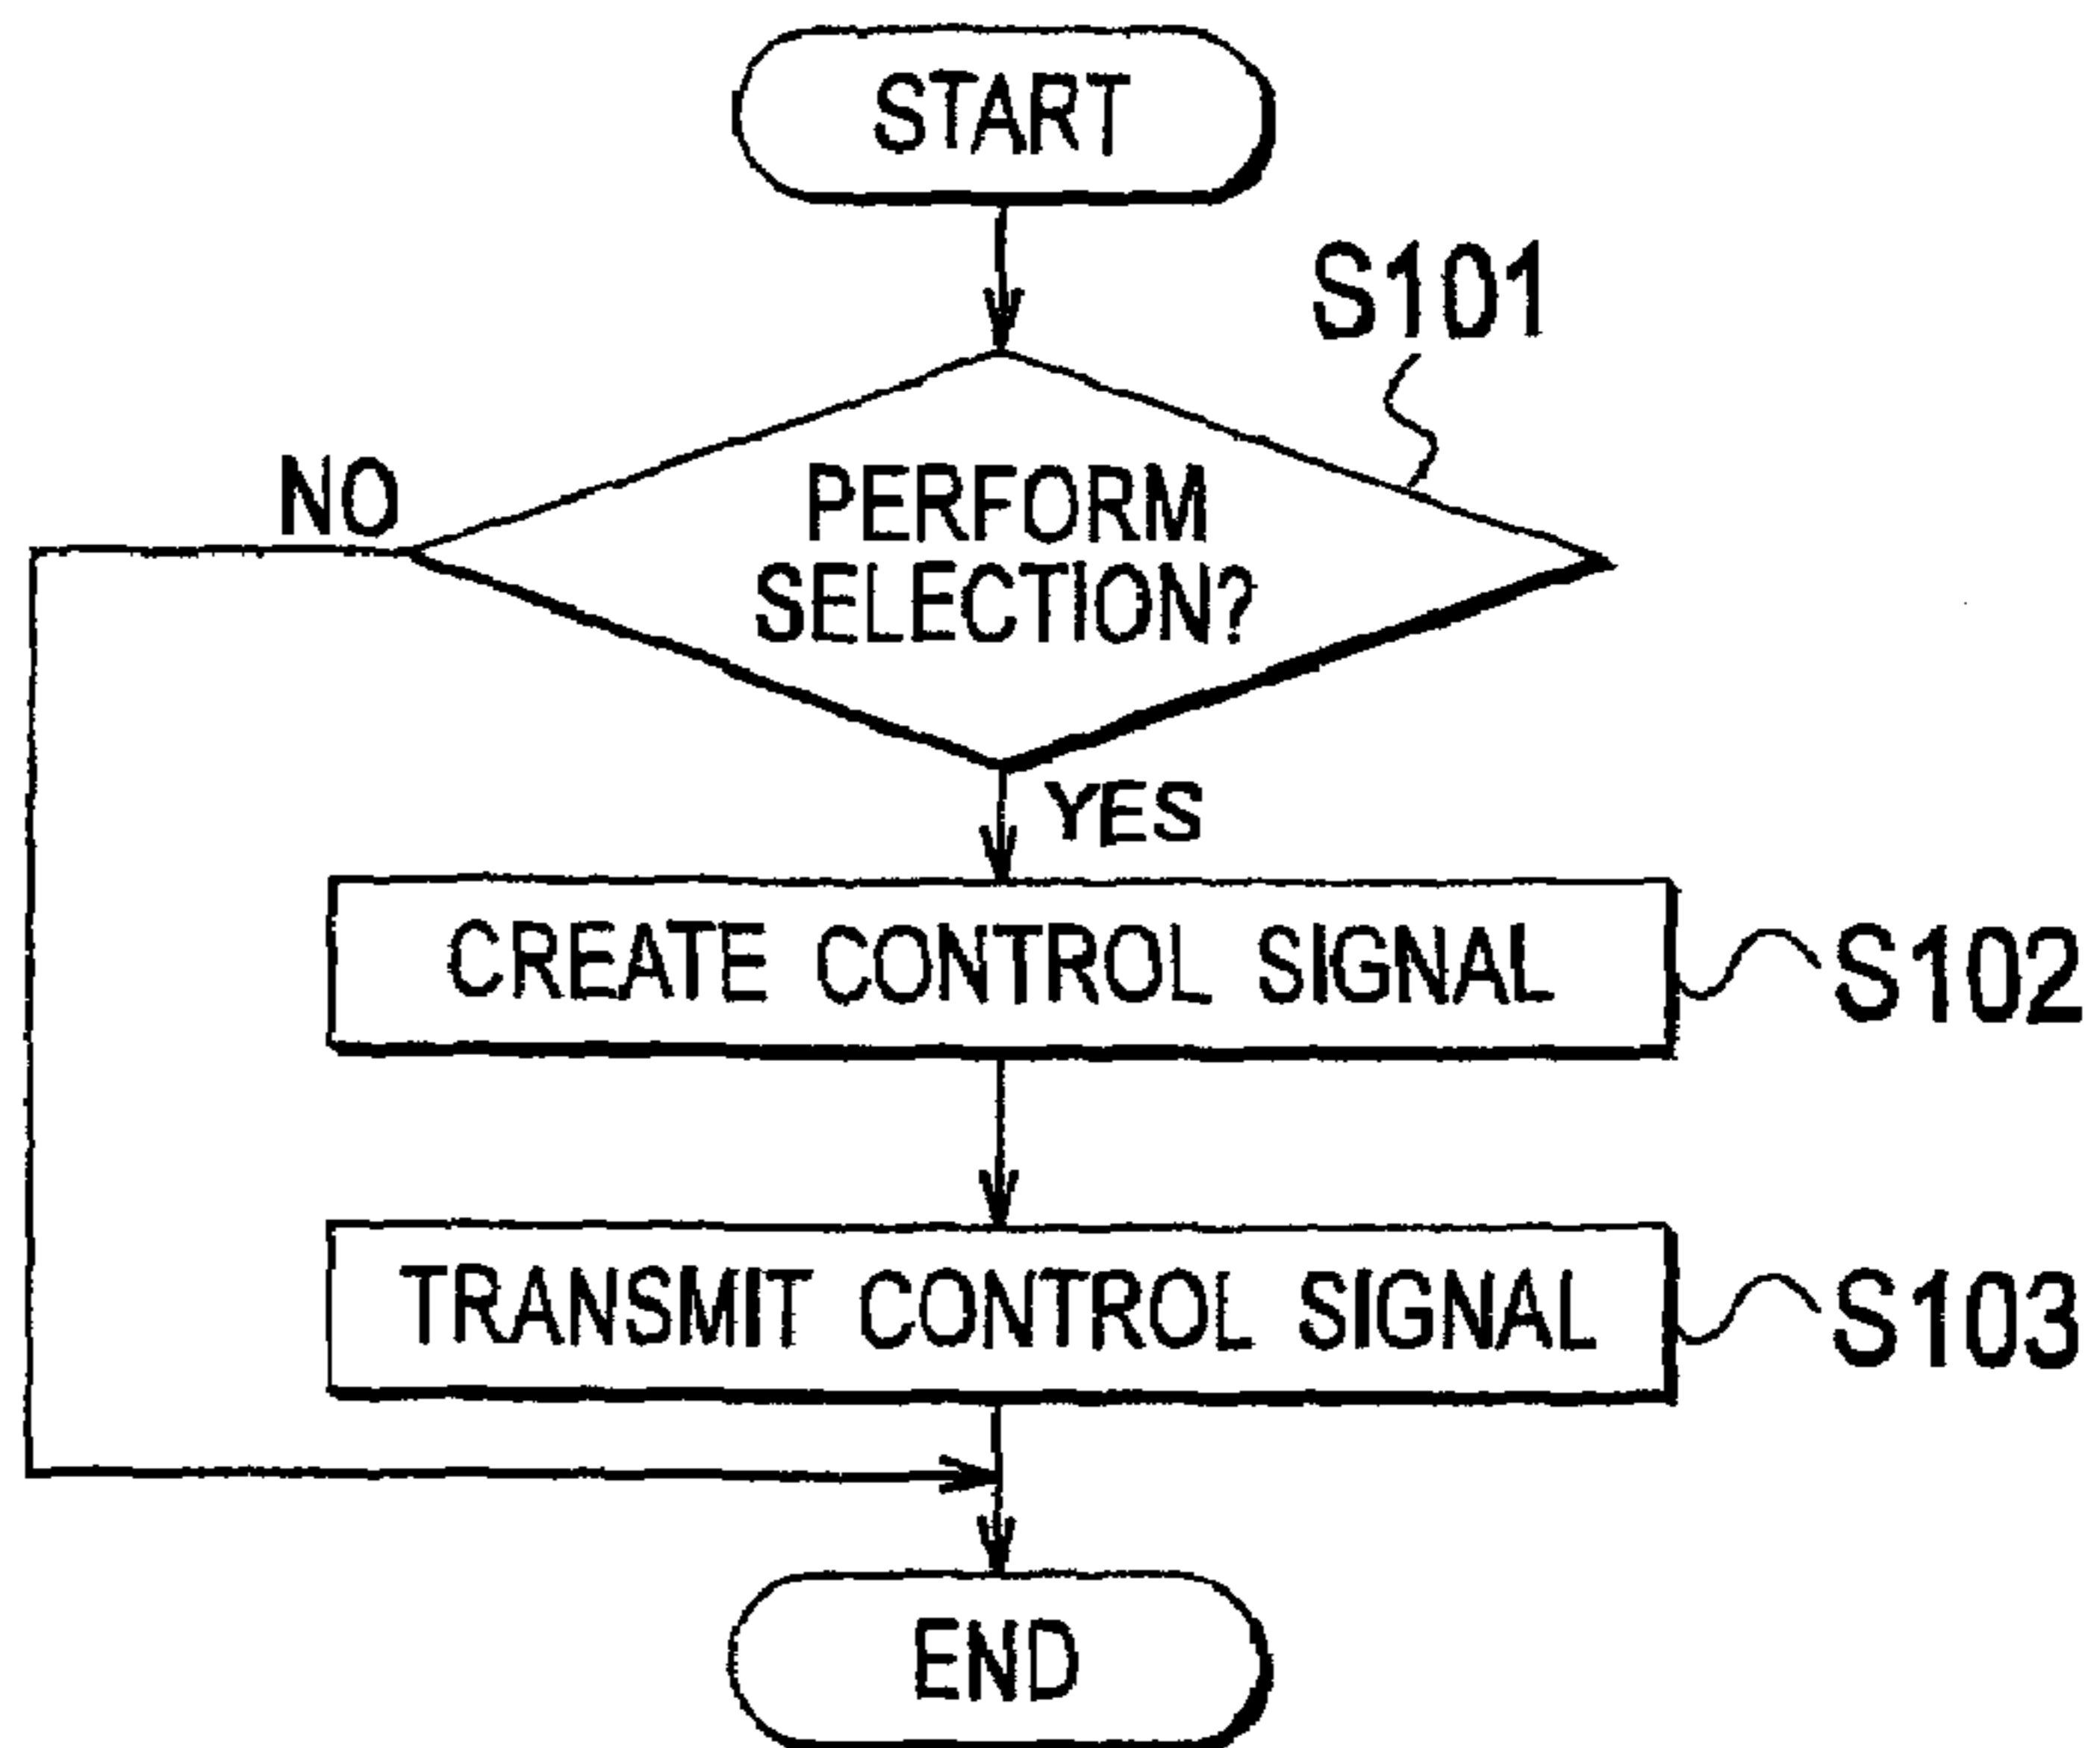 START
S101
NO
PERFORM
SELECTION?
YES
CREATE CONTROL SIGNAL
S102
TRANSMIT CONTROL SIGNAL
S103
END